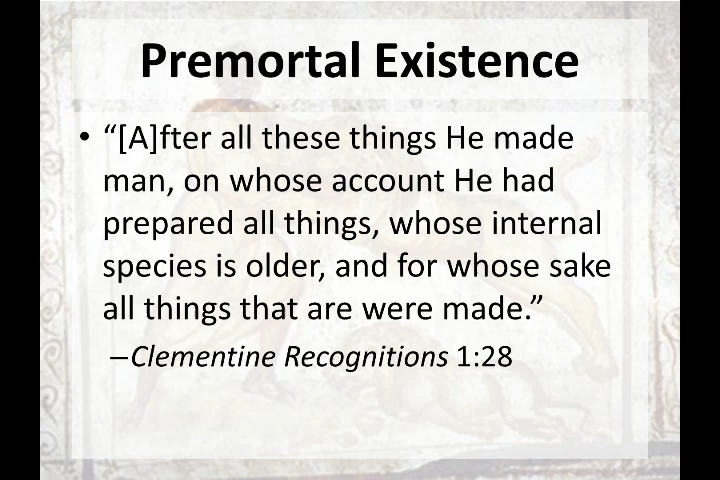 Premortal Existence
• “[A]fter all these things He made
man, on whose account He had
prepared all things, whose internal
species is older, and for whose sake
all things that are were made.”
–Clementine Recognitions 1:28